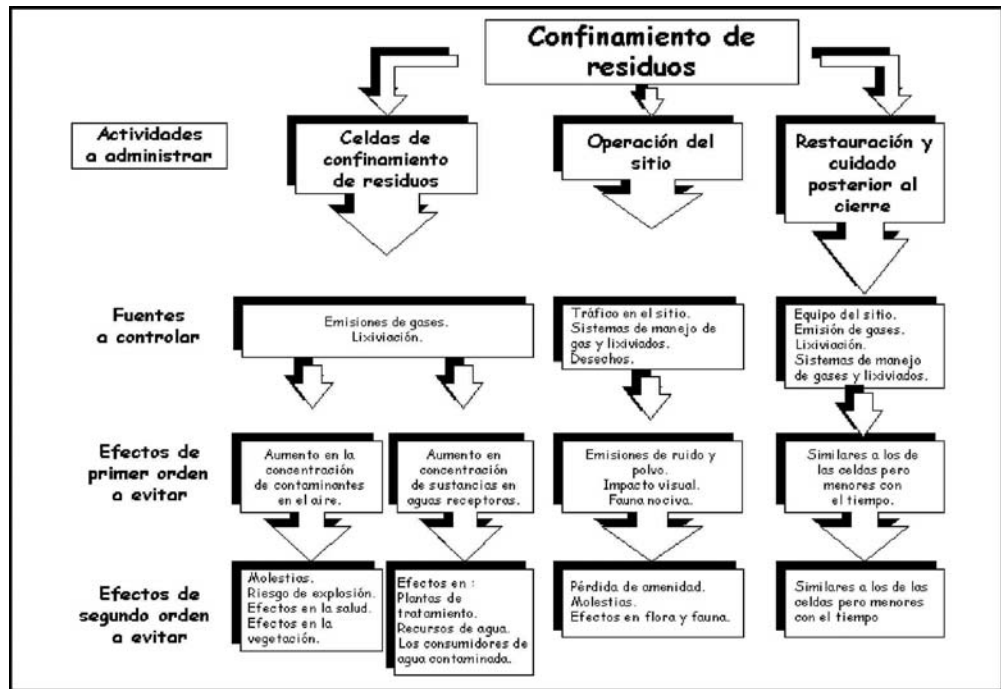 Confinamiento de
residuos
Actividades
a administrar
Celdas de
confinamiento
de residuos
Operación del
sitio
Restauración y
cuidado
posterior al
cierre
Fuentes
a controlar
Emisiones de gases.
Lixiviación.
Tráfico en el sitio.
Sistemas de manejo de
gas y lixiviados.
Desechos.
Equipo del sitio.
Emisión de gases.
Lixiviación.
Sistemas de manejo
de gases y lixiviados.
Efectos de
primer orden
a evitar
Aumento en la
concentración
de contaminantes
en el aire.
Aumento en
concentración
de sustancias en
aguas receptoras.
Emisiones de ruido y
polvo.
Impacto visual.
Fauna nociva.
Similares a los de
las celdas pero
menores con
el tiempo.
Efectos de
segundo orden
a evitar
Molestias.
Riesgo de explosión.
Efectos en la salud.
Efectos en la
vegetación.
Efectos en :
Plantas de
tratamiento.
Recursos de agua.
Los consumidores de
agua contaminada.
Pérdida de amenidad.
Molestias.
Efectos en flora y fauna.
Similares a los de las
celdas pero menores
con el tiempo